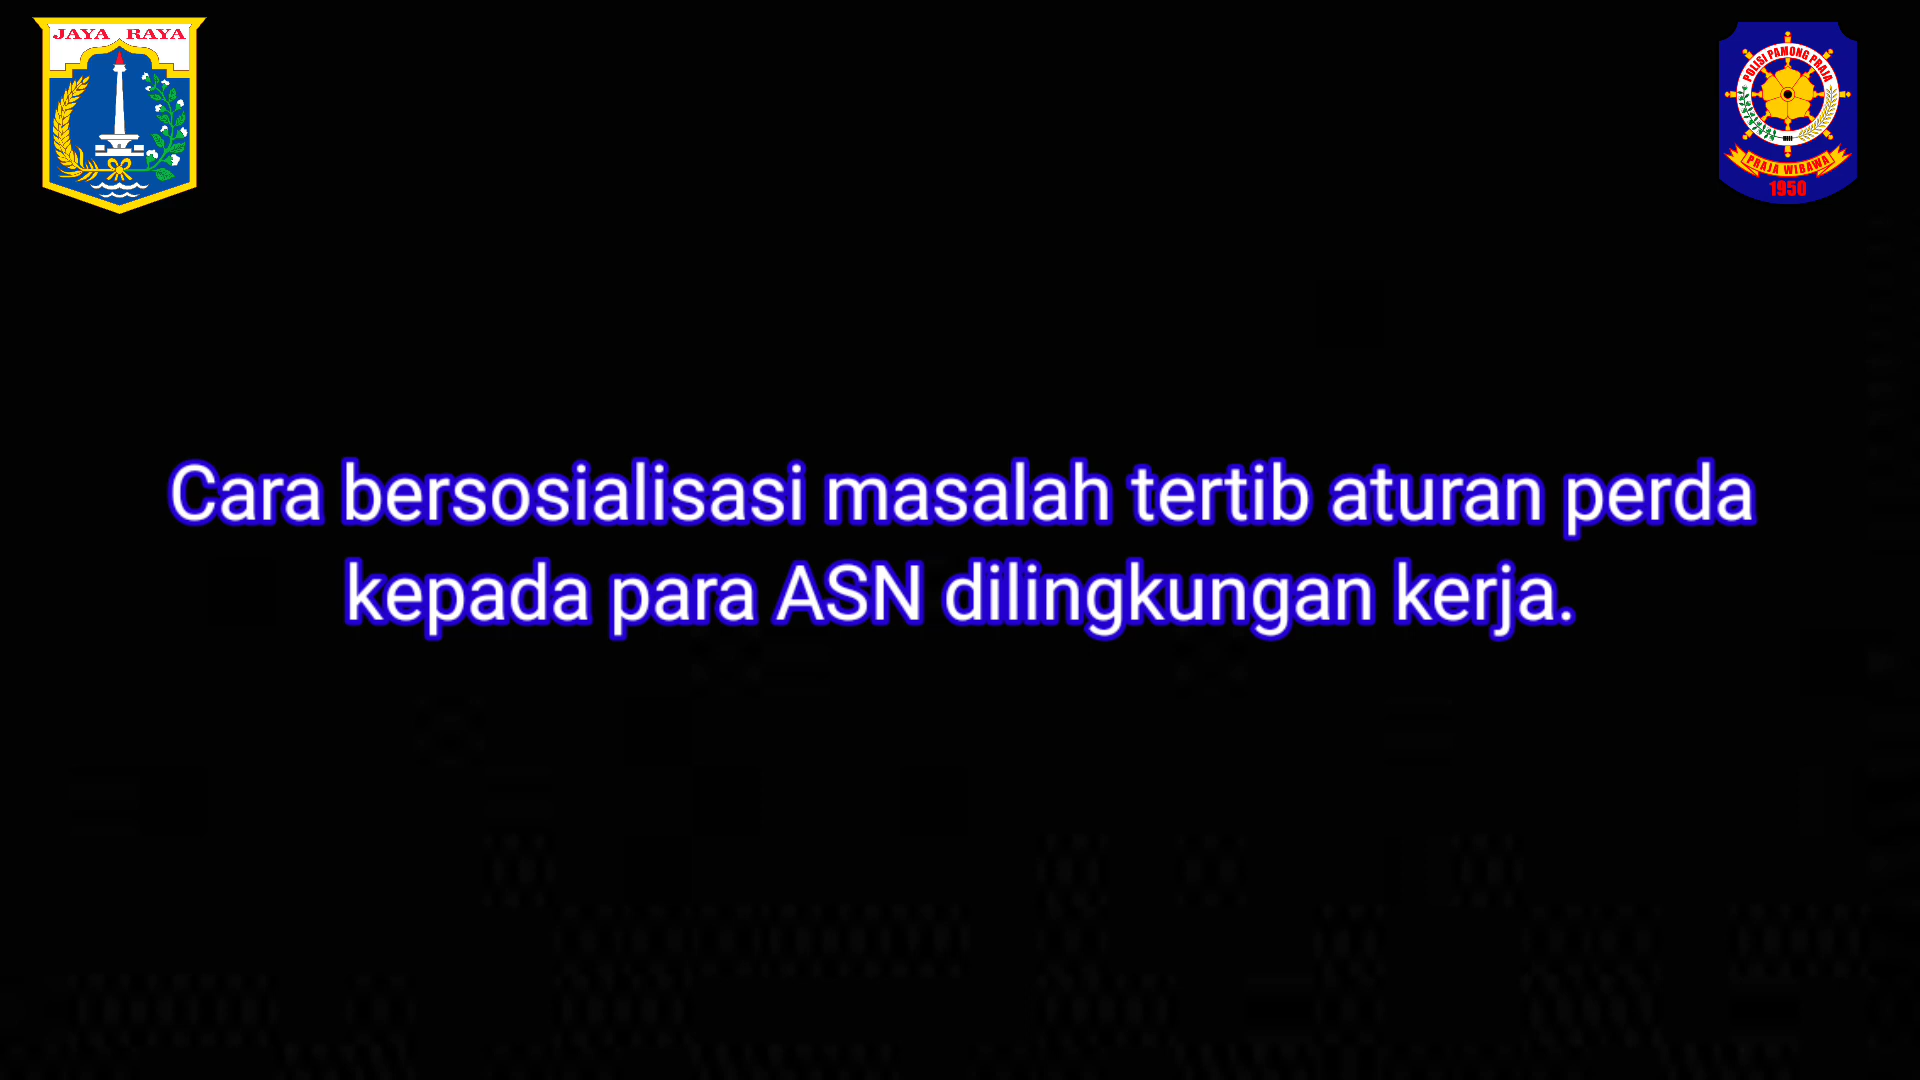 JAYA RAYA
POLISI PAMONG PRAJA
PRAJA WIBAWA
1950
Cara bersosialisasi masalah tertib aturan perda
kepada para ASN dilingkungan kerja.